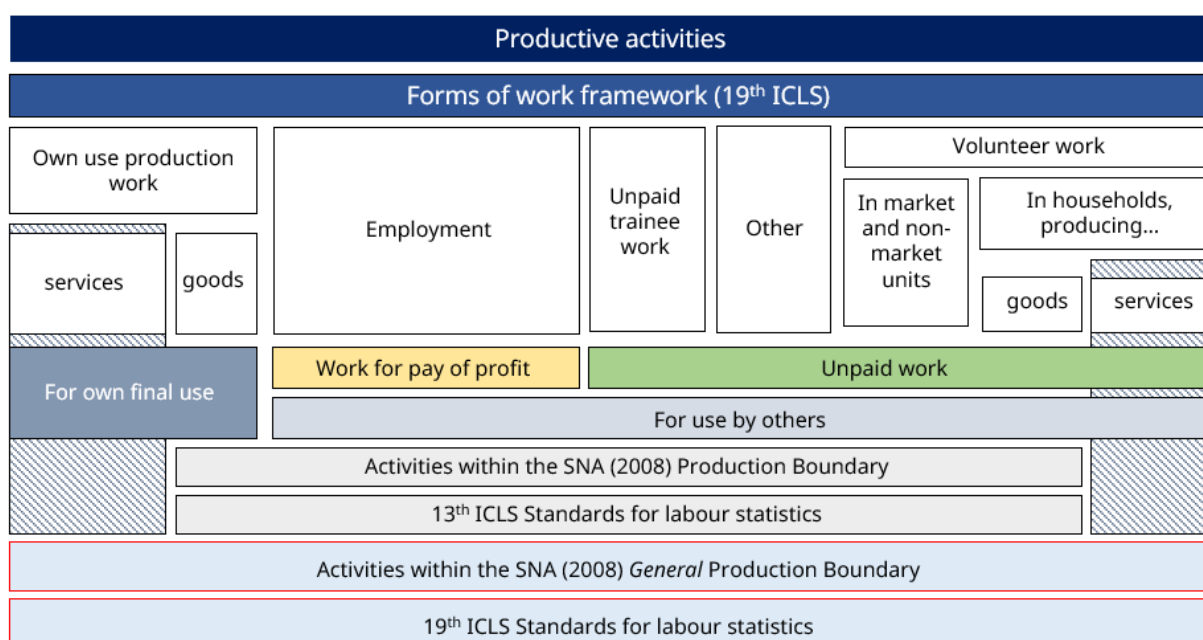 Productive activities
Forms of work framework (19th ICLS)
Own use production
work
services
goods
Employment
Unpaid
trainee
work
Other
Volunteer work
In market
and non-
market
units
In households,
producing...
goods
services
For own final use
Work for pay of profit
Unpaid work
For use by others
Activities within the SNA (2008) Production Boundary
13th ICLS Standards for labour statistics
Activities within the SNA (2008) General Production Boundary
19th ICLS Standards for labour statistics